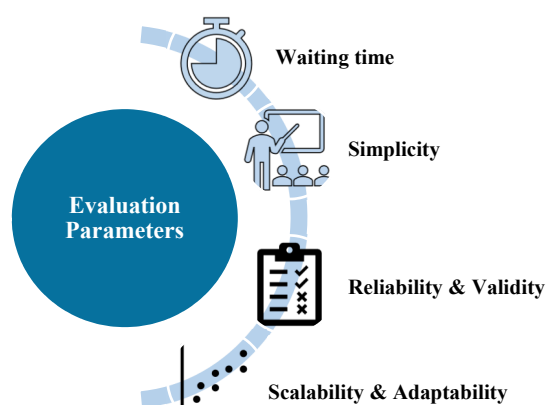 Waiting time
Simplicity
Evaluation
Parameters
Reliability & Validity
Scalability & Adaptability